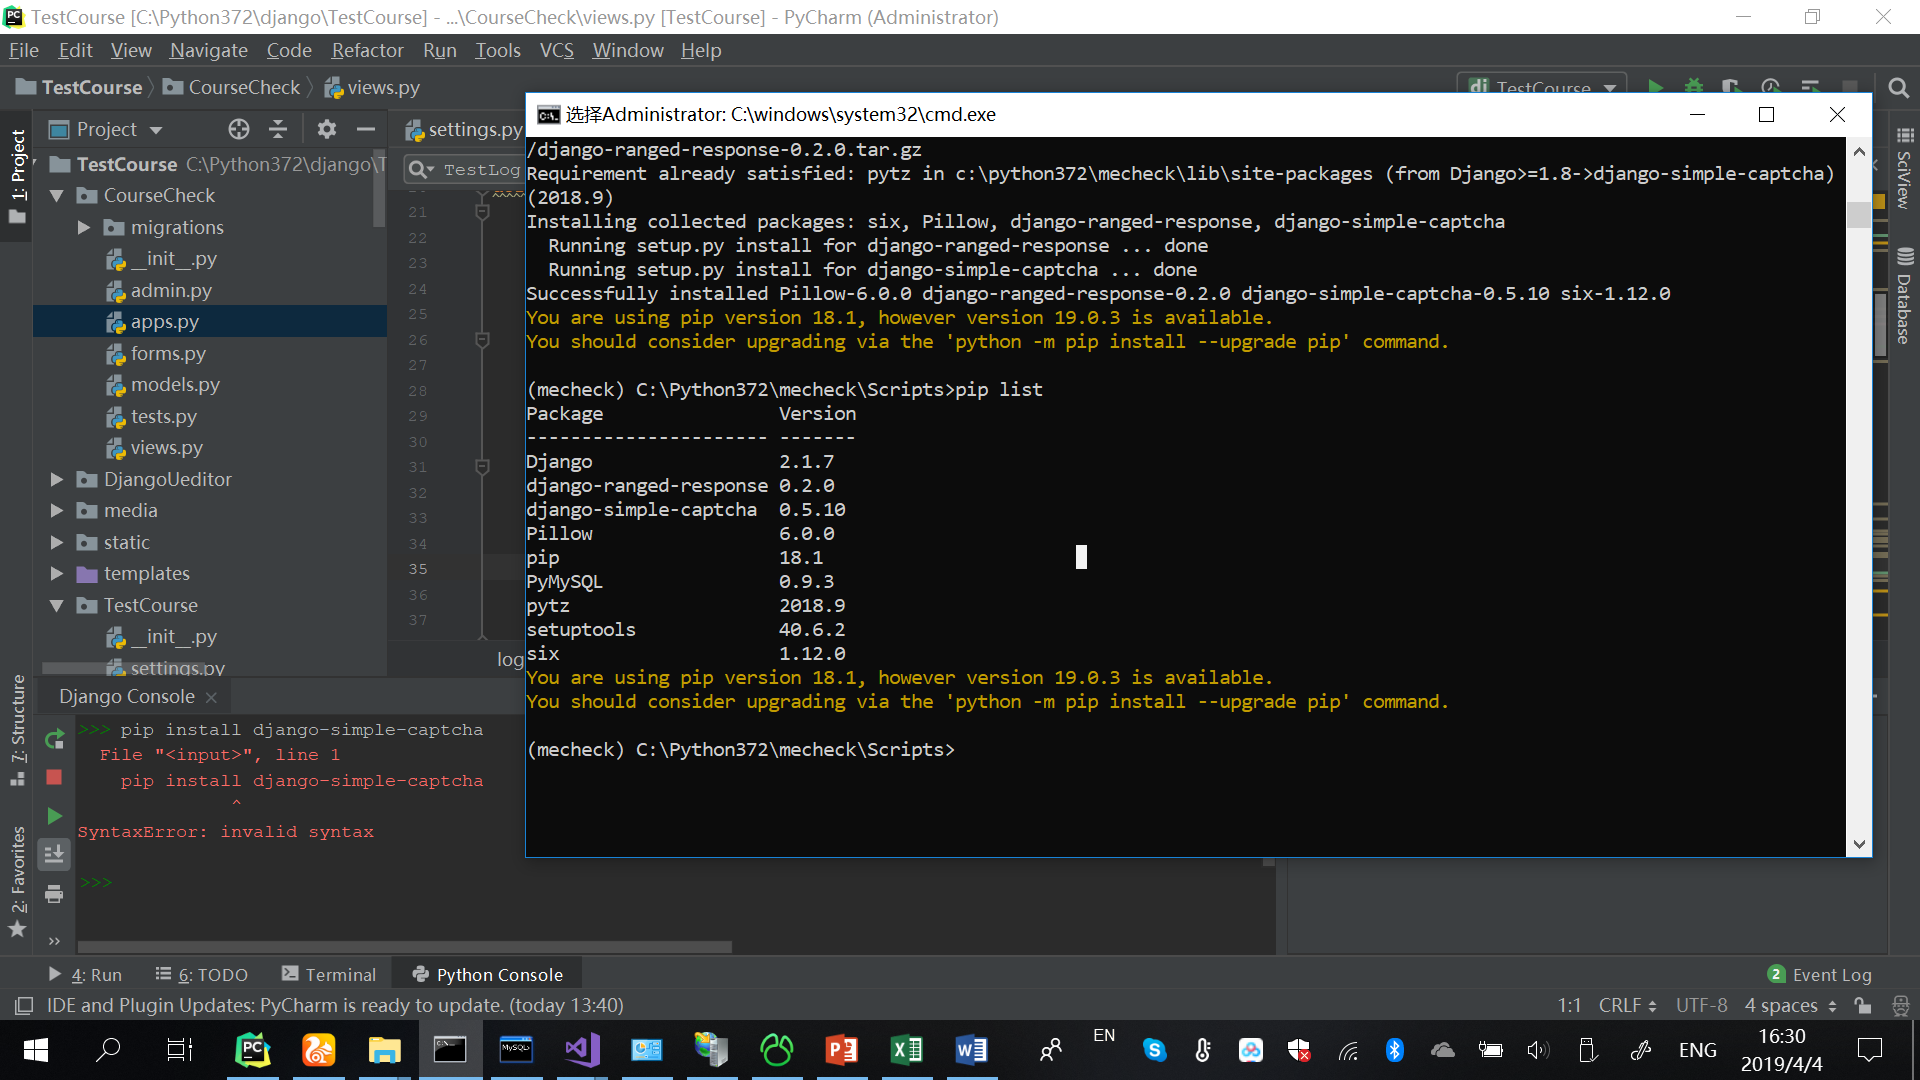 TestCourse [C:\Python372\django\TestCourse] - ...\CourseCheck\views.py [TestCourse] - PyCharm (Administrator)
File Edit View Navigate Code Refactor Run Tools VCS Window Help
TestCourse CourseCheck views.py TestCourse
Project
settings.py
TestLog
1: Project
TestCourse C:\Python372\django\T
CourseCheck
migrations
__init__.py
admin.py
apps.py
forms.py
models.py
tests.py
views.py
DjangoUeditor
media
static
templates
TestCourse
__init__.py
settings.py
21
22
23
24
25
26
27
28
29
30
31
32
33
34
35
36
37
log
选择Administrator: C:\windows\system32\cmd.exe
/django-ranged-response-0.2.0.tar.gz
Requirement already satisfied: pytz in c:\python372\mecheck\lib\site-packages (from Django>=1.8->django-simple-captcha)
(2018.9)
Installing collected packages: six, Pillow, django-ranged-response, django-simple-captcha
Running setup.py install for django-ranged-response ... done
Running setup.py install for django-simple-captcha ... done
Successfully installed Pillow-6.0.0 django-ranged-response-0.2.0 django-simple-captcha-0.5.10 six-1.12.0
You are using pip version 18.1, however version 19.0.3 is available.
You should consider upgrading via the 'python -m pip install --upgrade pip' command.
(mecheck) C:\Python372\mecheck\Scripts>pip list
Package Version
---------------------- -------
Django 2.1.7
django-ranged-response 0.2.0
django-simple-captcha 0.5.10
Pillow 6.0.0
pip 18.1
PyMySQL 0.9.3
pytz 2018.9
setuptools 40.6.2
six 1.12.0
You are using pip version 18.1, however version 19.0.3 is available.
You should consider upgrading via the 'python -m pip install --upgrade pip' command.
(mecheck) C:\Python372\mecheck\Scripts>
SciView
Database
7: Structure
2: Favorites
Django Console
>>> pip install django-simple-captcha
File "<input>", line 1
pip install django-simple-captcha
^
SyntaxError: invalid syntax
>>>
4: Run 6: TODO Terminal Python Console 2 Event Log
IDE and Plugin Updates: PyCharm is ready to update. (today 13:40) 1:1 CRLF UTF-8 4 spaces
EN
ENG
16:30
2019/4/4